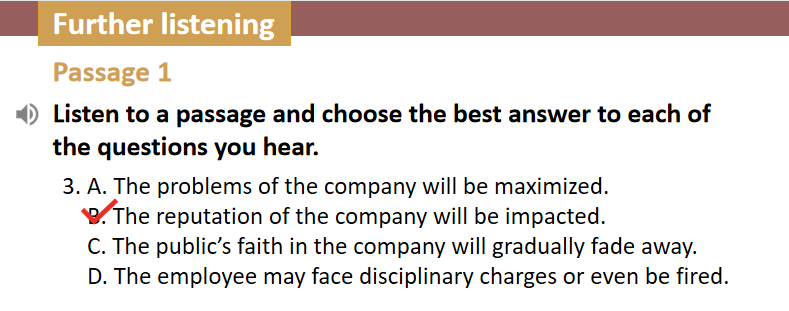 Further listening
Passage 1
Listen to a passage and choose the best answer to each of
the questions you hear.
3. A. The problems of the company will be maximized.
B. The reputation of the company will be impacted.
C. The public's faith in the company will gradually fade away.
D. The employee may face disciplinary charges or even be fired.